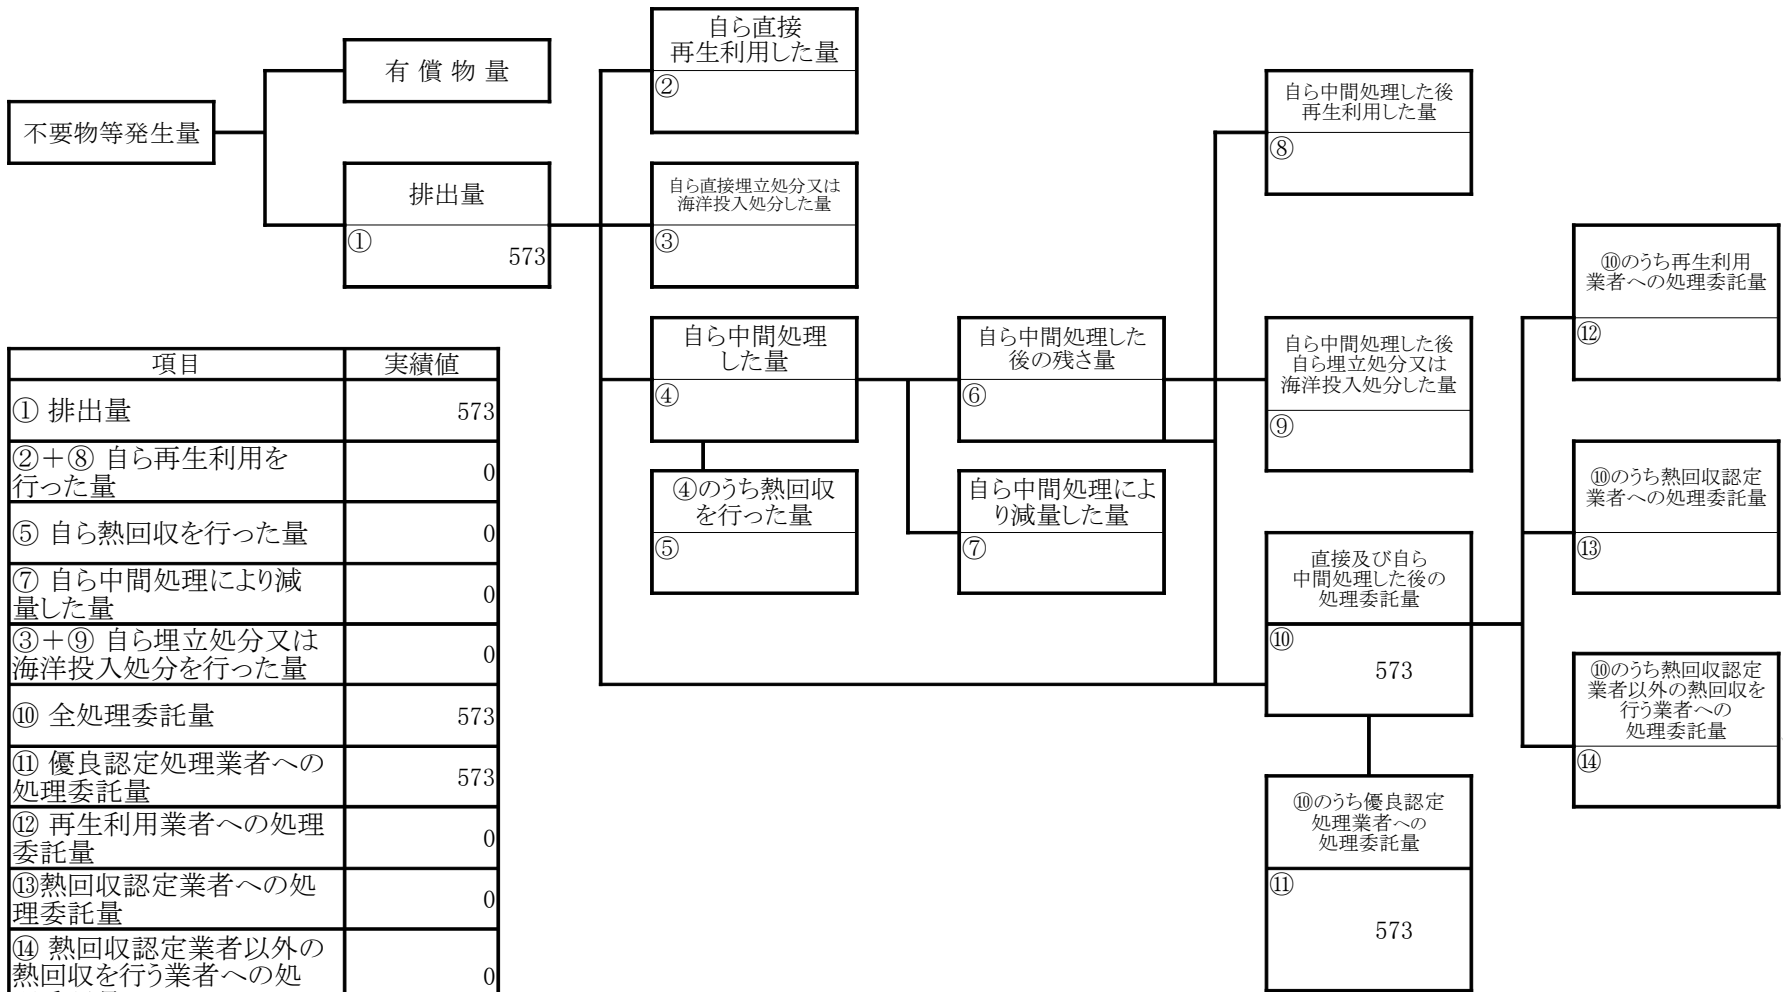 不要物等発生量
有 償 物 量
排出量
①
573
自ら直接
再生利用した量
②
自ら直接埋立処分又は
海洋投入処分した量
③
自ら中間処理
した量
④
④のうち熱回収
を行った量
⑤
自ら中間処理した
後の残さ量
⑥
自ら中間処理によ
り減量した量
⑦
自ら中間処理した後
再生利用した量
⑧
自ら中間処理した後
自ら埋立処分又は
海洋投入処分した量
⑨
直接及び自ら
中間処理した後の
処理委託量
⑩
573
⑩のうち優良認定
処理業者への
処理委託量
⑪
573
⑩のうち再生利用
業者への処理委託量
⑫
⑩のうち熱回収認定
業者への処理委託量
⑬
⑩のうち熱回収認定
業者以外の熱回収を
行う業者への
処理委託量
⑭
項目 実績値
① 排出量 573
②＋⑧ 自ら再生利用を
行った量 0
⑤ 自ら熱回収を行った量 0
⑦ 自ら中間処理により減
量した量 0
③＋⑨ 自ら埋立処分又は
海洋投入処分を行った量 0
⑩ 全処理委託量 573
⑪ 優良認定処理業者への
処理委託量 573
⑫ 再生利用業者への処理
委託量 0
⑬熱回収認定業者への処
理委託量 0
⑭ 熱回収認定業者以外の
熱回収を行う業者への処 0